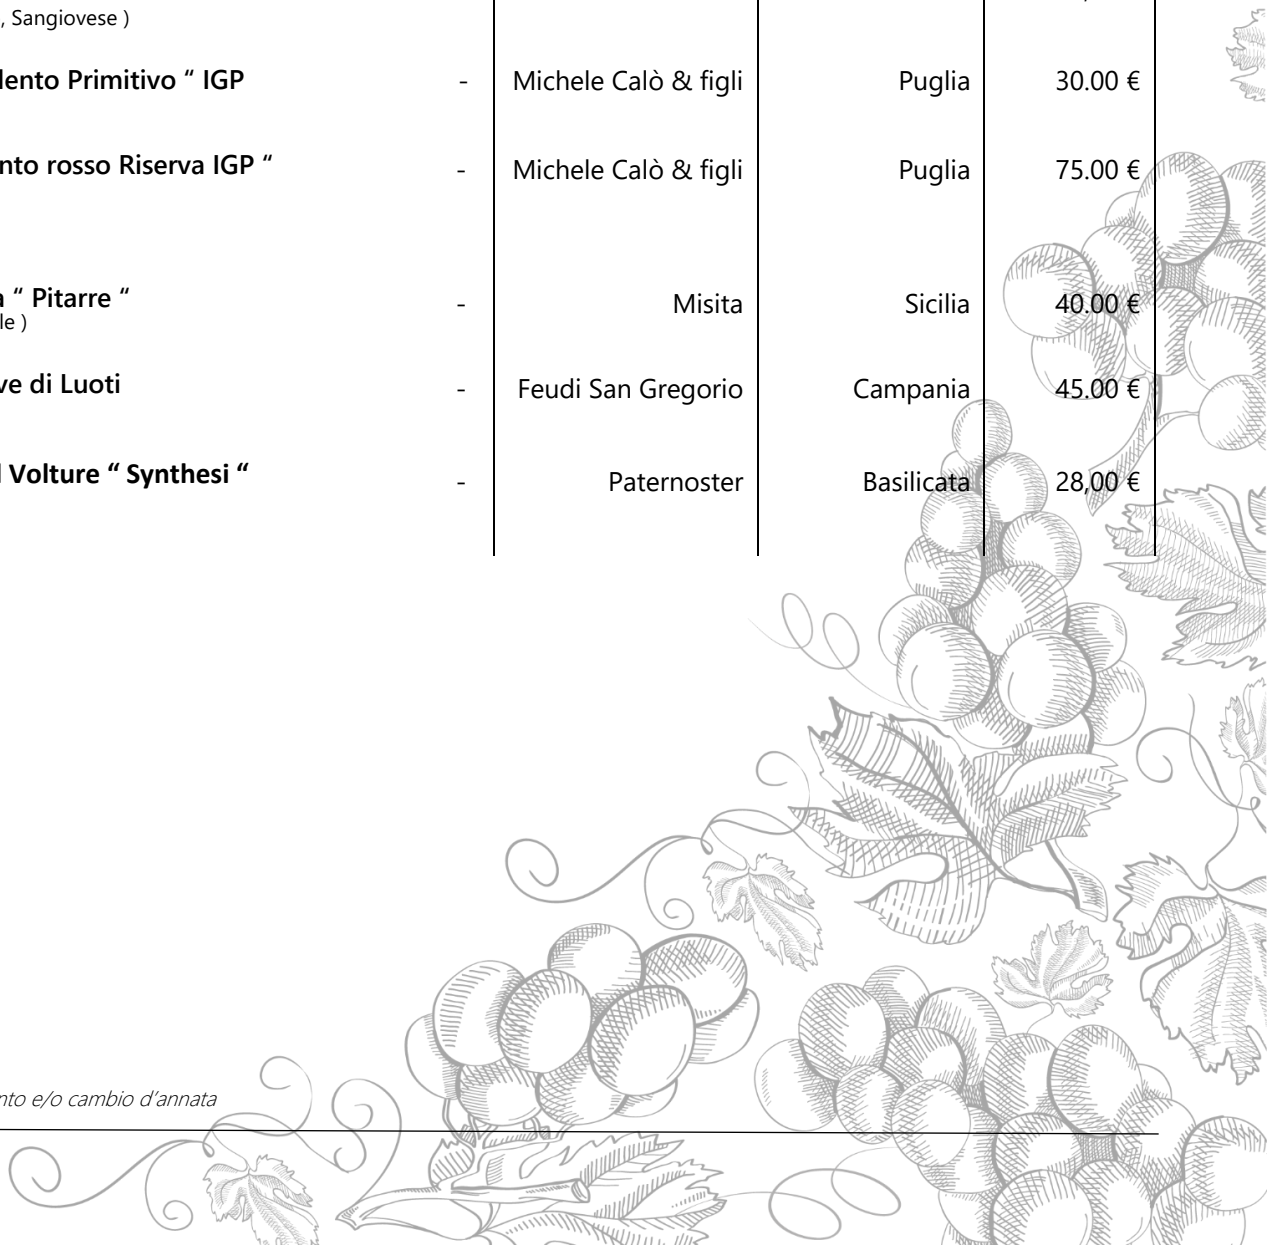 , Sangiovese )
lento Primitivo “ IGP - Michele Calò & figli Puglia 30.00 €
nto rosso Riserva IGP “ - Michele Calò & figli Puglia 75.00 €
“ Pitarre “ - Misita Sicilia 40.00 €
le )
ve di Luoti - Feudi San Gregorio Campania 45.00 €
l Volture “ Synthesi “ - Paternoster Basilicata 28,00 €
nto e/o cambio d’annata